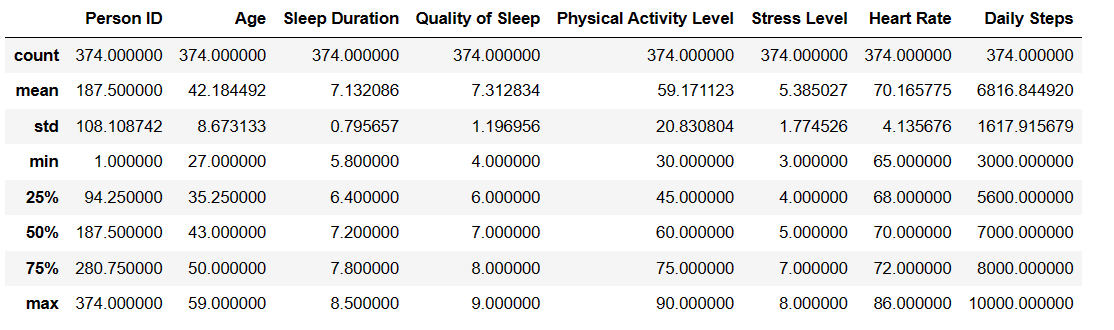 Person ID Age Sleep Duration Quality of Sleep Physical Activity Level Stress Level Heart Rate Daily Steps
count 374.000000 374.000000 374.000000 374.000000 374.000000 374.000000 374.000000 374.000000
mean 187.500000 42.184492 7.132086 7.312834 59.171123 5.385027 70.165775 6816.844920
std 108.108742 8.673133 0.795657 1.196956 20.830804 1.774526 4.135676 1617.915679
min 1.000000 27.000000 5.800000 4.000000 30.000000 3.000000 65.000000 3000.000000
25% 94.250000 35.250000 6.400000 6.000000 45.000000 4.000000 68.000000 5600.000000
50% 187.500000 43.000000 7.200000 7.000000 60.000000 5.000000 70.000000 7000.000000
75% 280.750000 50.000000 7.800000 8.000000 75.000000 7.000000 72.000000 8000.000000
max 374.000000 59.000000 8.500000 9.000000 90.000000 8.000000 86.000000 10000.000000